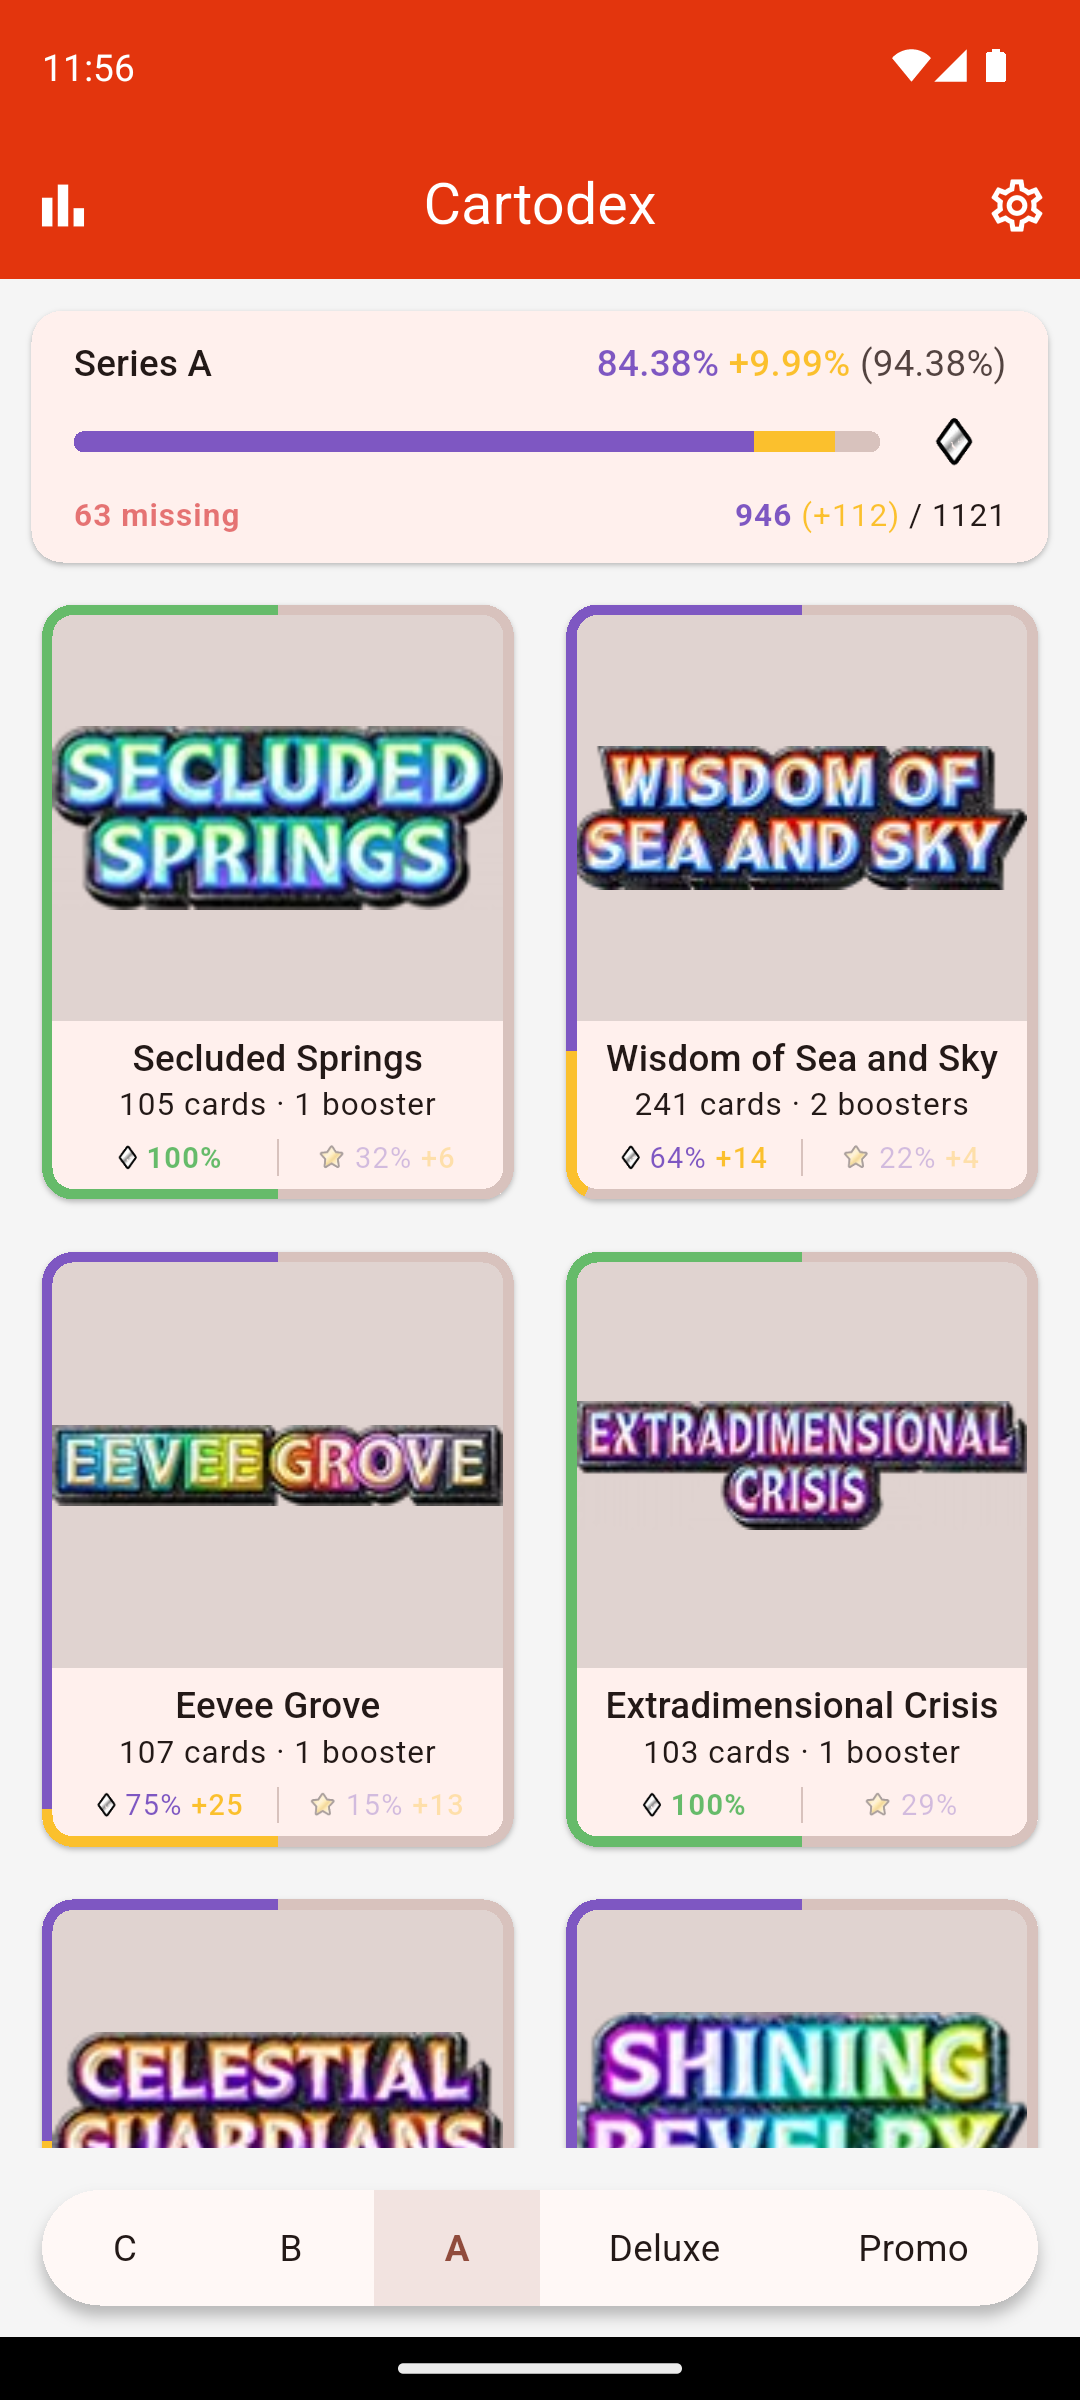 11:56
Cartodex
Series A
84.38% +9.99% (94.38%)
63 missing
946 (+112) / 1121
SECLUDED
SPRINGS
Secluded Springs
105 cards · 1 booster
100%
32% +6
WISDOM OF
SEA AND SKY
Wisdom of Sea and Sky
241 cards · 2 boosters
64% +14
22% +4
EEVEE GROVE
Eevee Grove
107 cards · 1 booster
75% +25
15% +13
EXTRADIMENSIONAL
CRISIS
Extradimensional Crisis
103 cards · 1 booster
100%
29%
CELESTIAL
GUARDIANS
SHINING
REVELRY
C
B
A
Deluxe
Promo